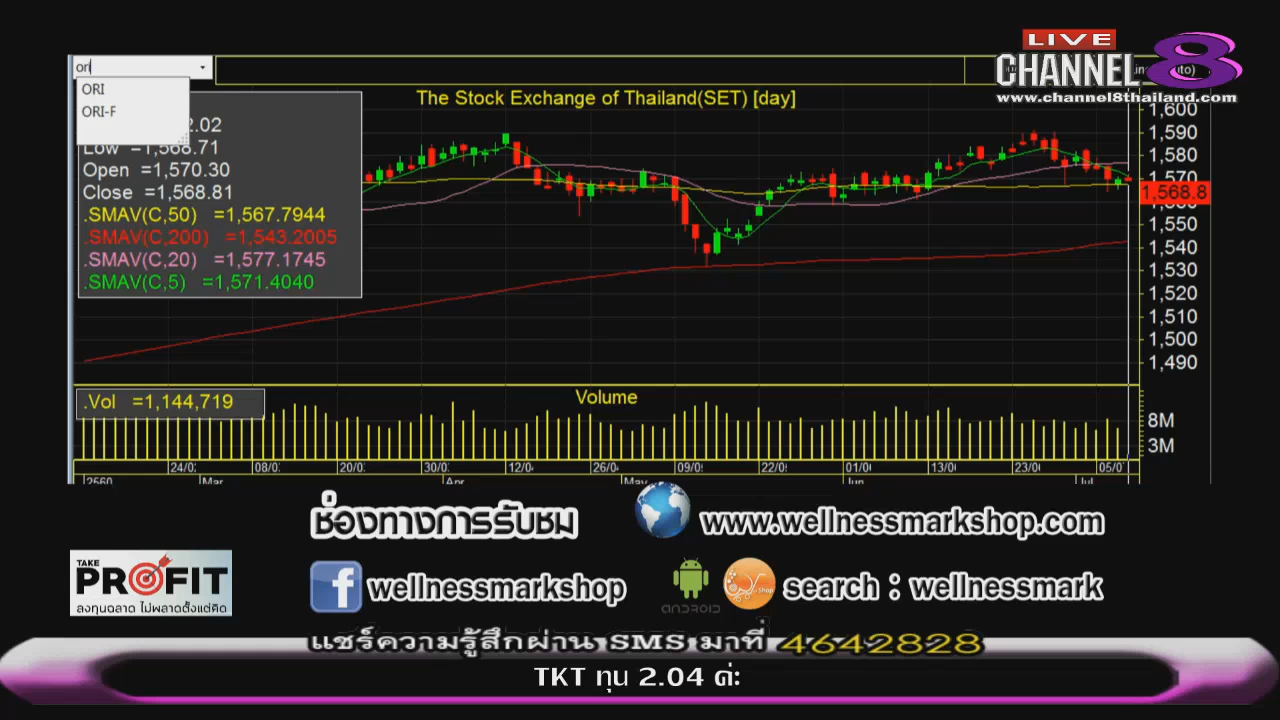 LIVE
CHANNEL 8
www.channel8thailand.com
ori
ORI
ORI-F
The Stock Exchange of Thailand(SET) [day]
Low =1,568.71
Open =1,570.30
Close =1,568.81
.SMAV(C,50) =1,567.7944
.SMAV(C,200) =1,543.2005
.SMAV(C,20) =1,577.1745
.SMAV(C,5) =1,571.4040
1,600
1,590
1,580
1,570
1,568.8
1,550
1,540
1,530
1,520
1,510
1,500
1,490
.Vol =1,144,719
Volume
8M
3M
24/0 08/0 20/0 30/0 12/0 26/0 09/0 22/0 01/0 13/0 23/0 05/0
2560 Mar Apr May Jun Jul
ช่องทางการรับชม
www.wellnessmarkshop.com
TAKE
PROFIT
ลงทุนฉลาด ไม่พลาดตั้งแต่คิด
wellnessmarkshop
ANDROID
Shop
search : wellnessmark
แชร์ความรู้สึกผ่าน SMS มาที่ 4642828
TKT ทุน 2.04 ค่ะ